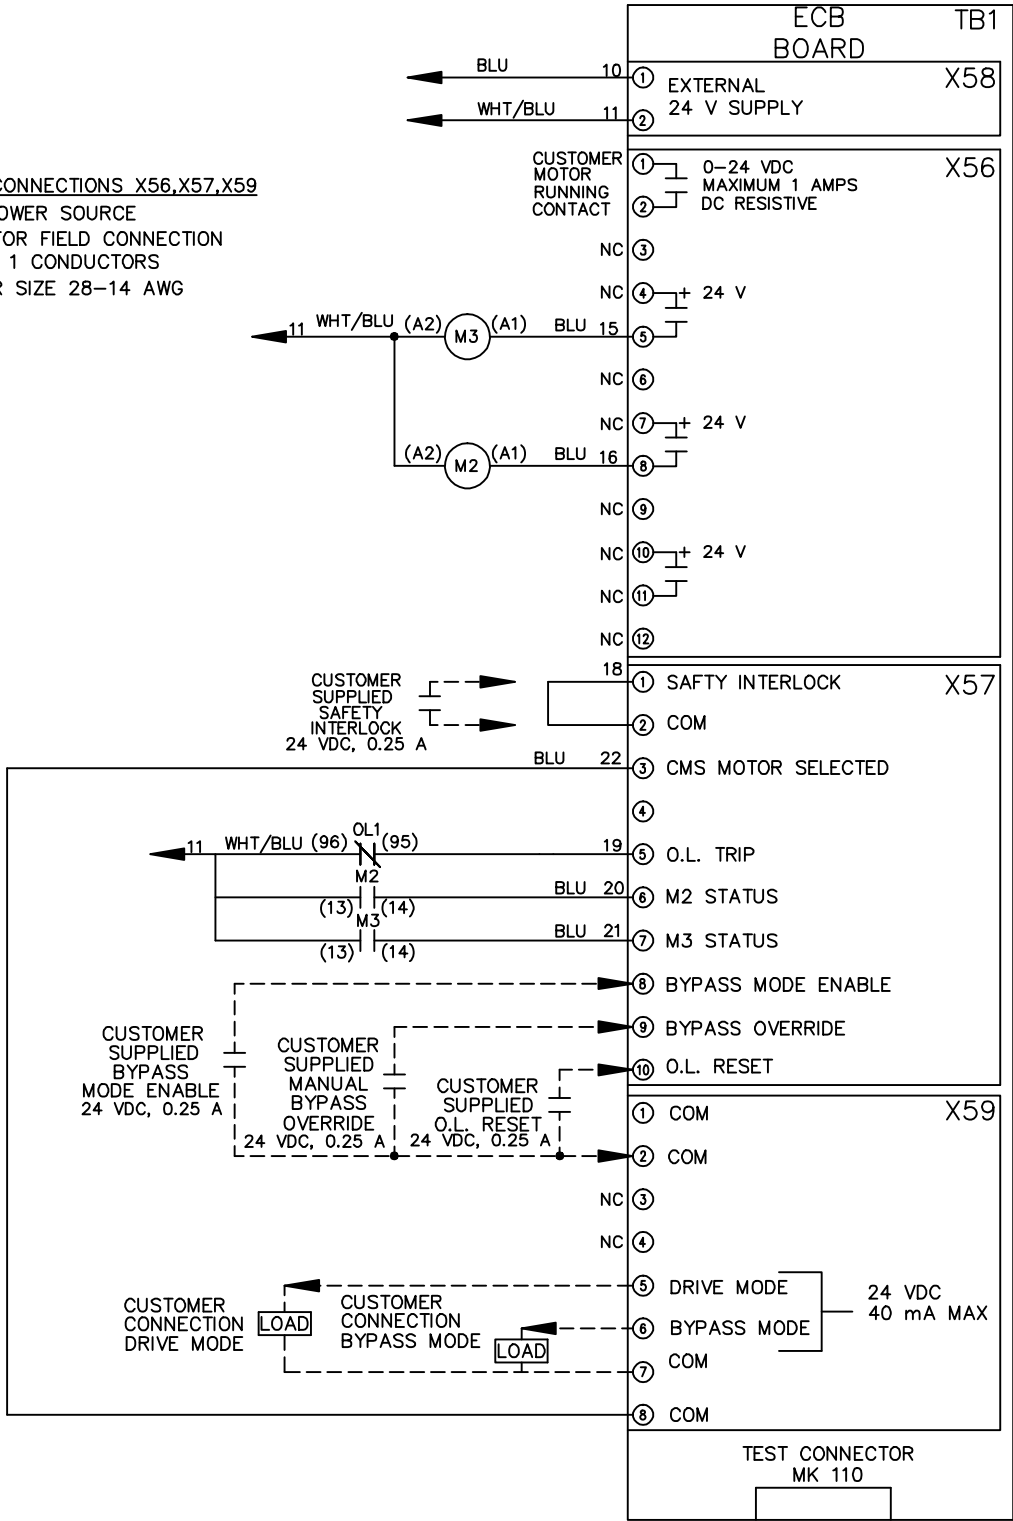 ECB
BOARD
TB1
X58
BLU 10 1 EXTERNAL
24 V SUPPLY
WHT/BLU 11 2
X56
CUSTOMER
MOTOR
RUNNING
CONTACT
1 0-24 VDC
MAXIMUM 1 AMPS
2 DC RESISTIVE
CONNECTIONS X56,X57,X59
OWER SOURCE
TOR FIELD CONNECTION
1 CONDUCTORS
R SIZE 28-14 AWG
NC 3
NC 4 + 24 V
11 WHT/BLU (A2) M3 (A1) BLU 15 5
NC 6
NC 7 + 24 V
(A2) M2 (A1) BLU 16 8
NC 9
NC 10 + 24 V
NC 11
NC 12
X57
CUSTOMER
SUPPLIED
SAFETY
INTERLOCK
24 VDC, 0.25 A
18 1 SAFTY INTERLOCK
2 COM
BLU 22 3 CMS MOTOR SELECTED
4
11 WHT/BLU (96) OL1 (95) 19 5 O.L. TRIP
M2
(13) (14) BLU 20 6 M2 STATUS
M3
(13) (14) BLU 21 7 M3 STATUS
8 BYPASS MODE ENABLE
9 BYPASS OVERRIDE
10 O.L. RESET
CUSTOMER
SUPPLIED
BYPASS
MODE ENABLE
24 VDC, 0.25 A
CUSTOMER
SUPPLIED
MANUAL
BYPASS
OVERRIDE
24 VDC, 0.25 A
CUSTOMER
SUPPLIED
O.L. RESET
24 VDC, 0.25 A
X59
1 COM
2 COM
NC 3
NC 4
5 DRIVE MODE
6 BYPASS MODE
24 VDC
40 mA MAX
CUSTOMER
CONNECTION
DRIVE MODE
LOAD
CUSTOMER
CONNECTION
BYPASS MODE
LOAD
7 COM
8 COM
TEST CONNECTOR
MK 110